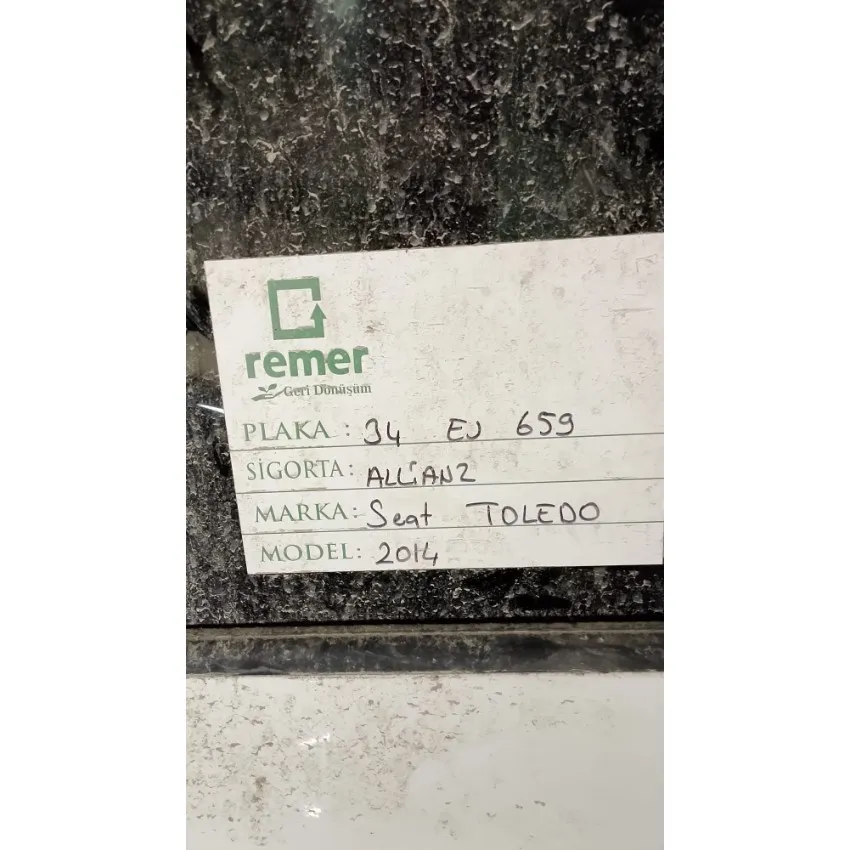 remer
Geri Dönüşüm
PLAKA : 34 EJ 659
SİGORTA: ALLİANZ
MARKA: Seat TOLEDO
MODEL: 2014